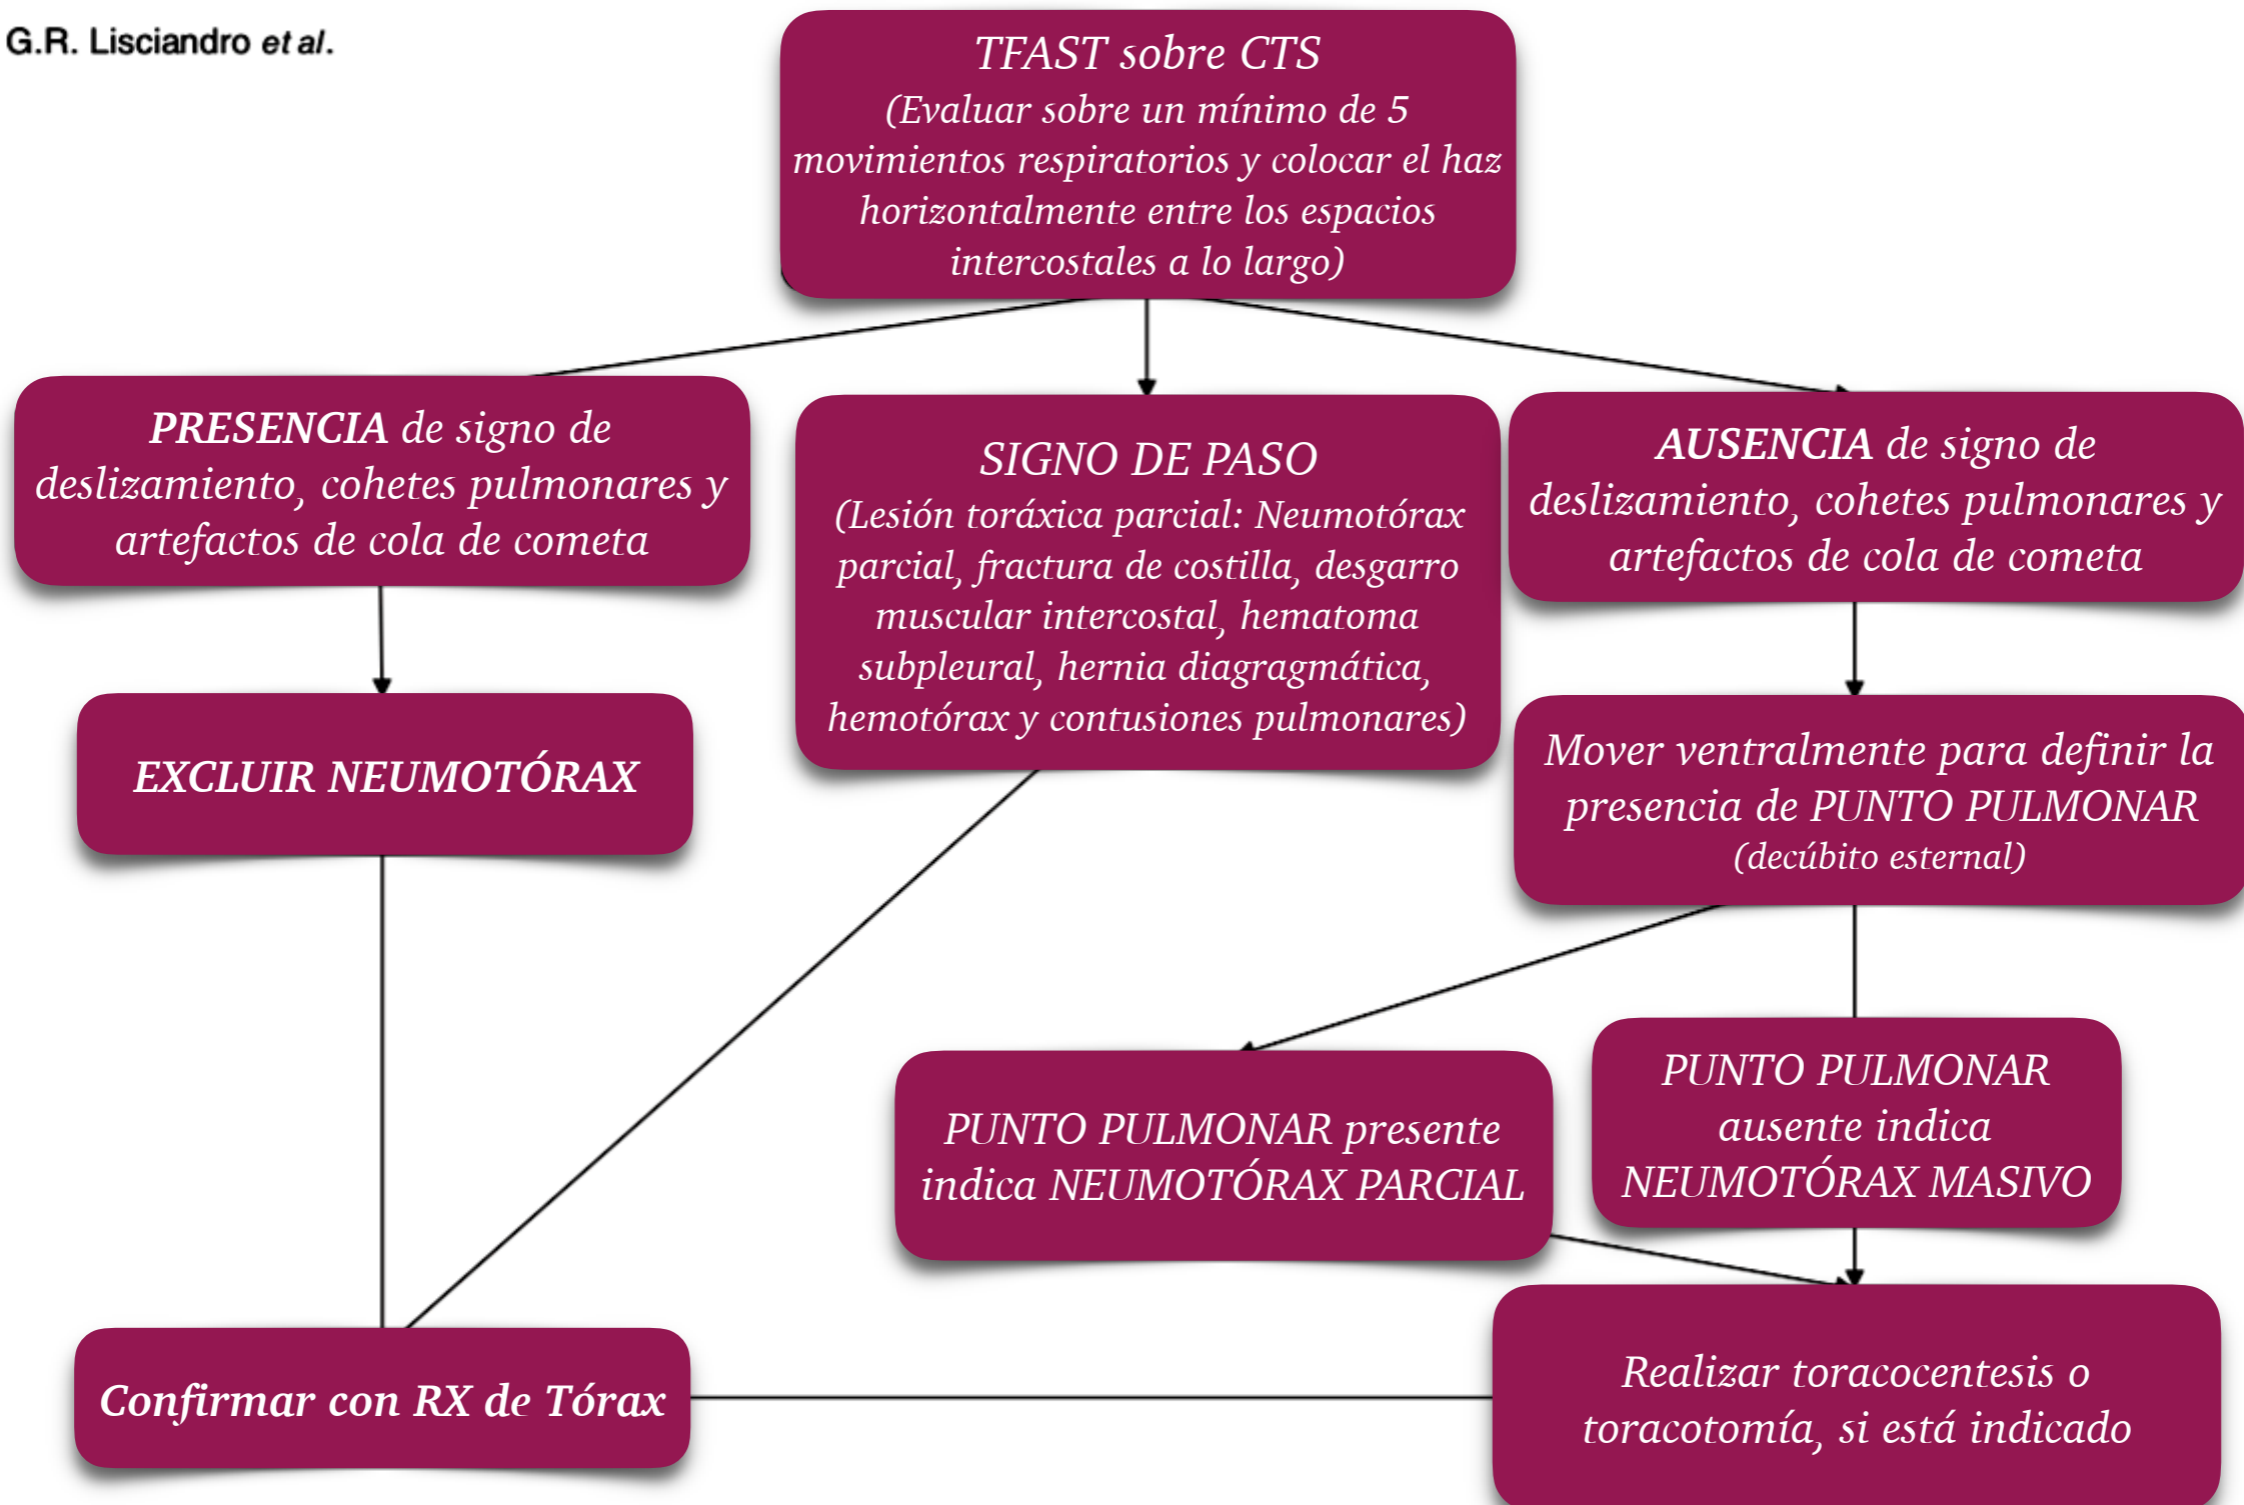 G.R. Lisciandro et al.
TFAST sobre CTS
(Evaluar sobre un mínimo de 5
movimientos respiratorios y colocar el haz
horizontalmente entre los espacios
intercostales a lo largo)
PRESENCIA de signo de
deslizamiento, cohetes pulmonares y
artefactos de cola de cometa
SIGNO DE PASO
(Lesión toráxica parcial: Neumotórax
parcial, fractura de costilla, desgarro
muscular intercostal, hematoma
subpleural, hernia diagragmática,
hemotórax y contusiones pulmonares)
AUSENCIA de signo de
deslizamiento, cohetes pulmonares y
artefactos de cola de cometa
EXCLUIR NEUMOTÓRAX
Mover ventralmente para definir la
presencia de PUNTO PULMONAR
(decúbito esternal)
PUNTO PULMONAR presente
indica NEUMOTÓRAX PARCIAL
PUNTO PULMONAR
ausente indica
NEUMOTÓRAX MASIVO
Confirmar con RX de Tórax
Realizar toracocentesis o
toracotomía, si está indicado